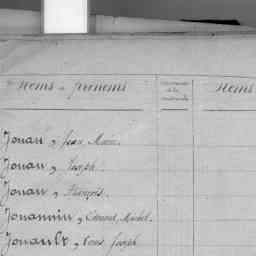 Noms et prénoms
Noms
Jouan, Jean Marie.
Jouan, Joseph.
Jouan, François.
Jouannin, Edmond Michel.
Jouault, Louis Joseph.